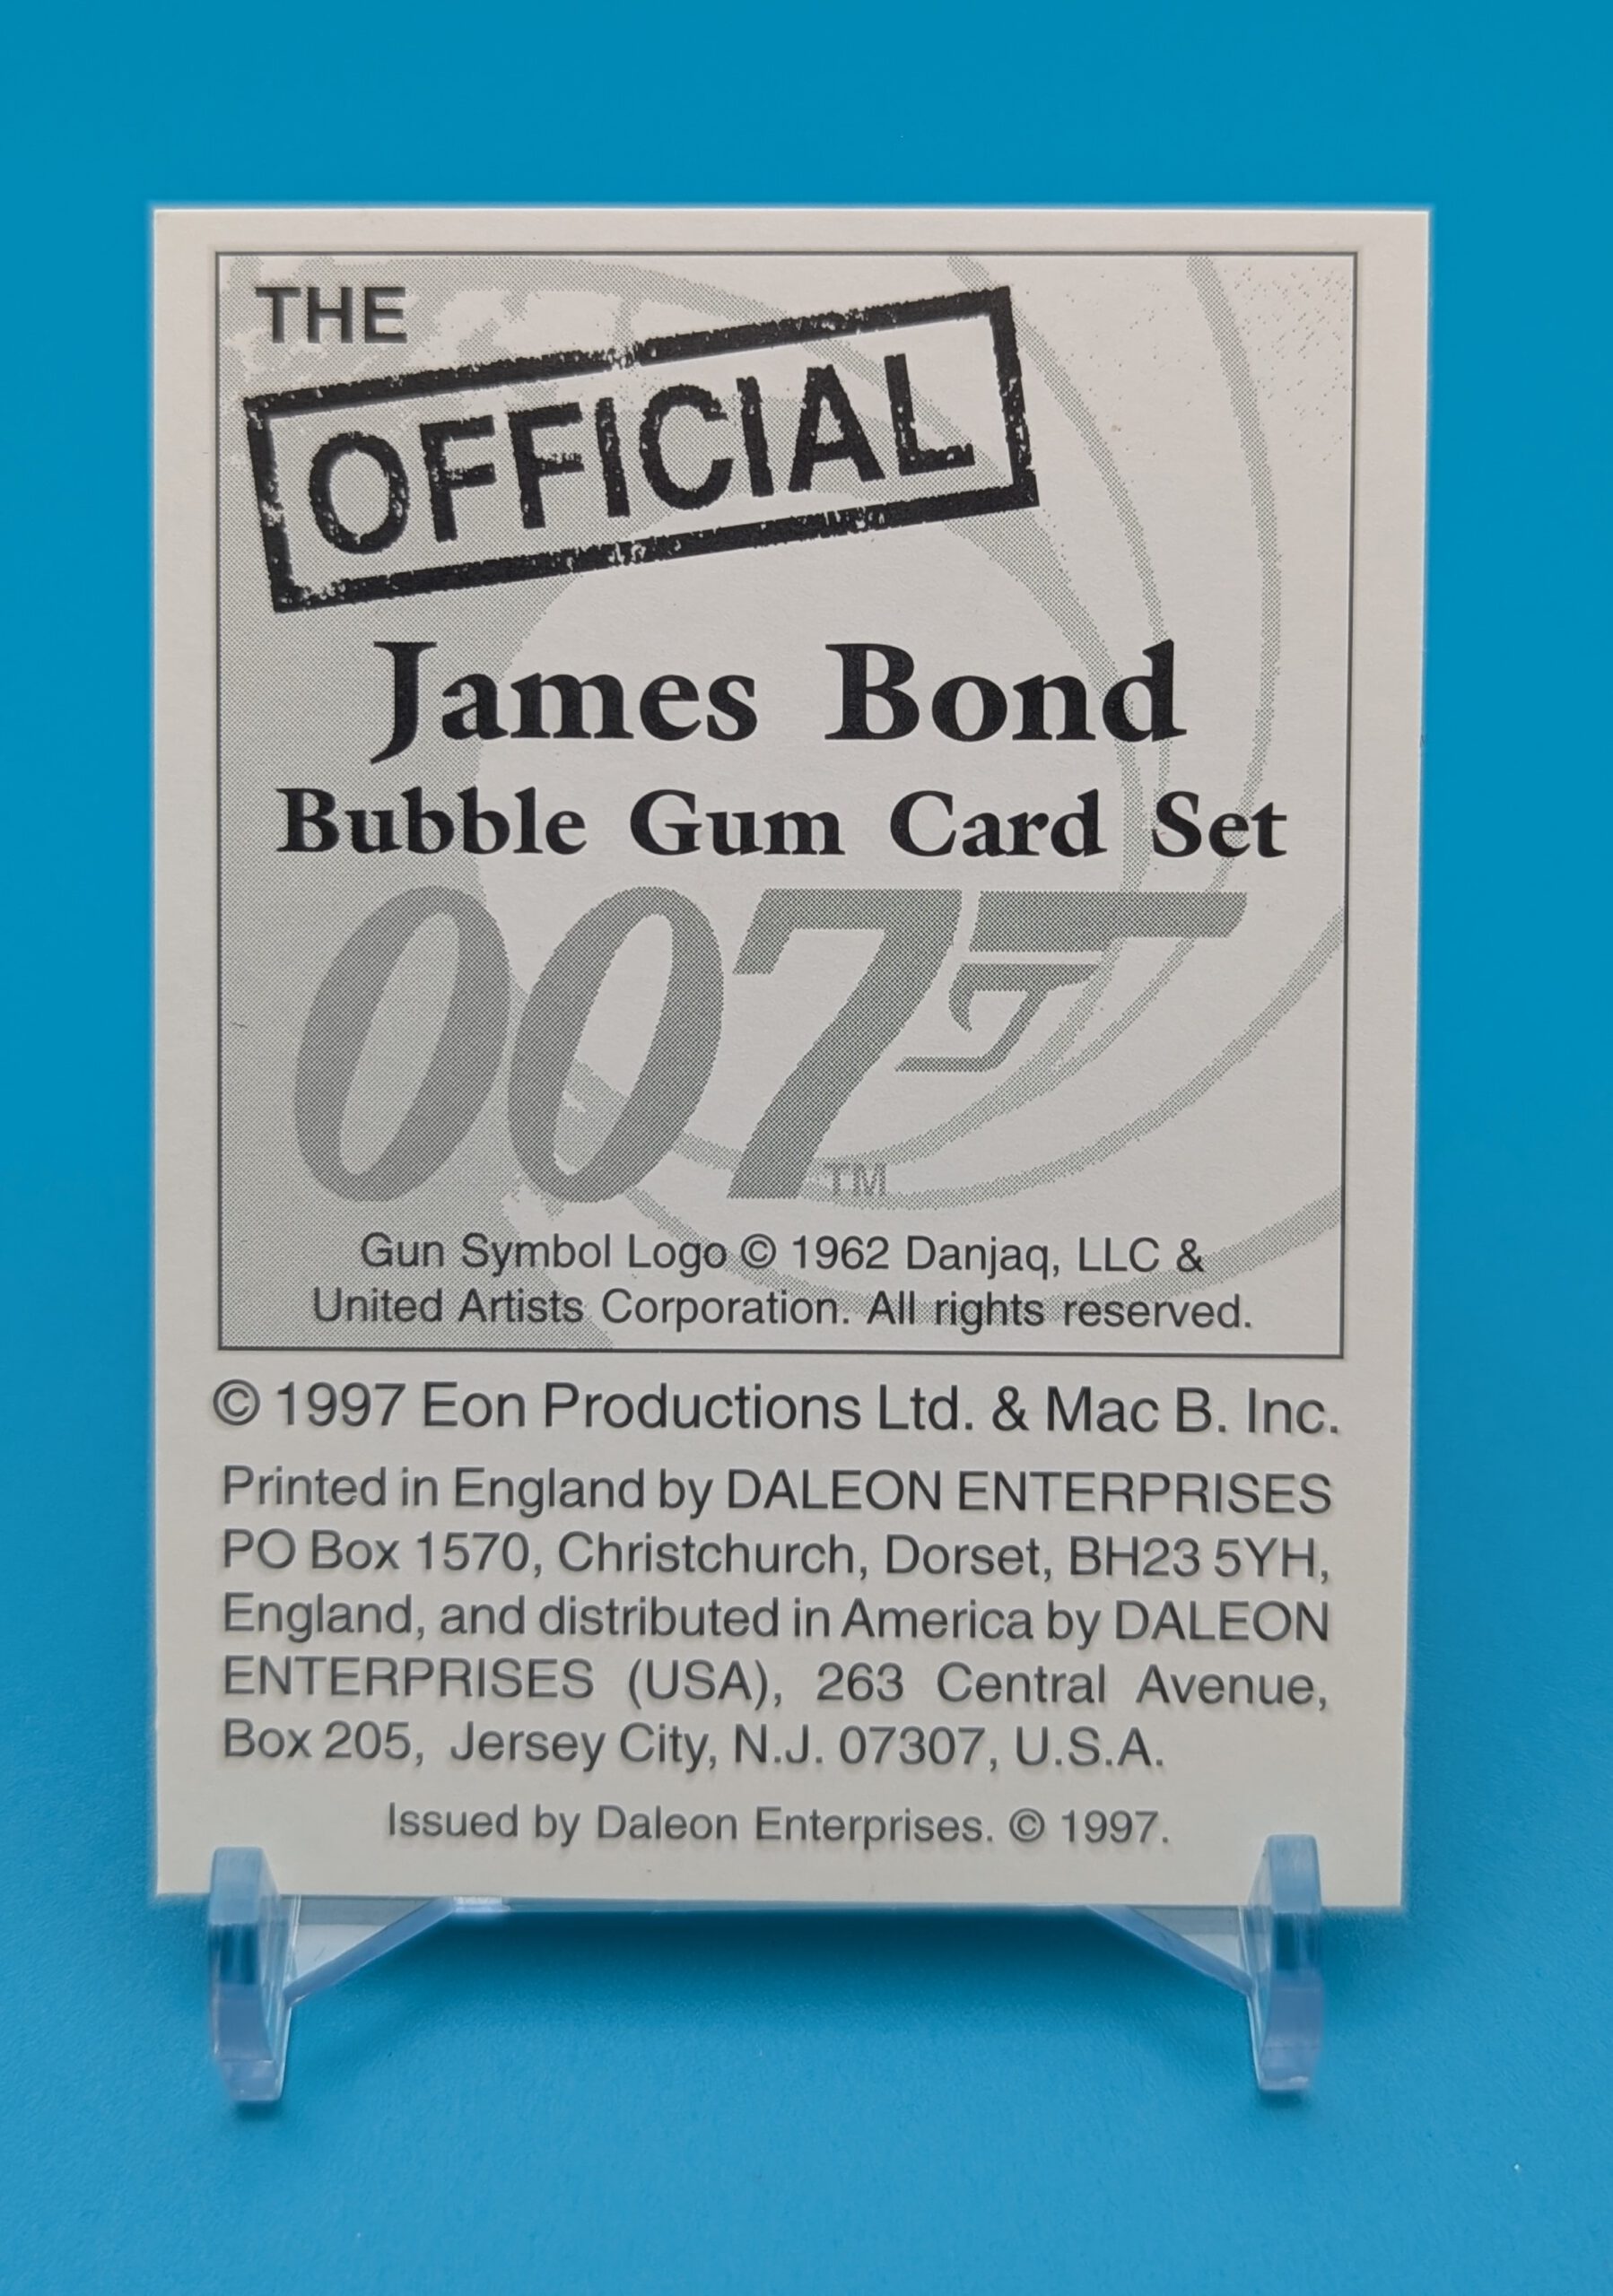 THE
OFFICIAL
James Bond
Bubble Gum Card Set
007
TM
Gun Symbol Logo © 1962 Danjaq, LLC &
United Artists Corporation. All rights reserved.
© 1997 Eon Productions Ltd. & Mac B. Inc.
Printed in England by DALEON ENTERPRISES
PO Box 1570, Christchurch, Dorset, BH23 5YH,
England, and distributed in America by DALEON
ENTERPRISES (USA), 263 Central Avenue,
Box 205, Jersey City, N.J. 07307, U.S.A.
Issued by Daleon Enterprises. © 1997.